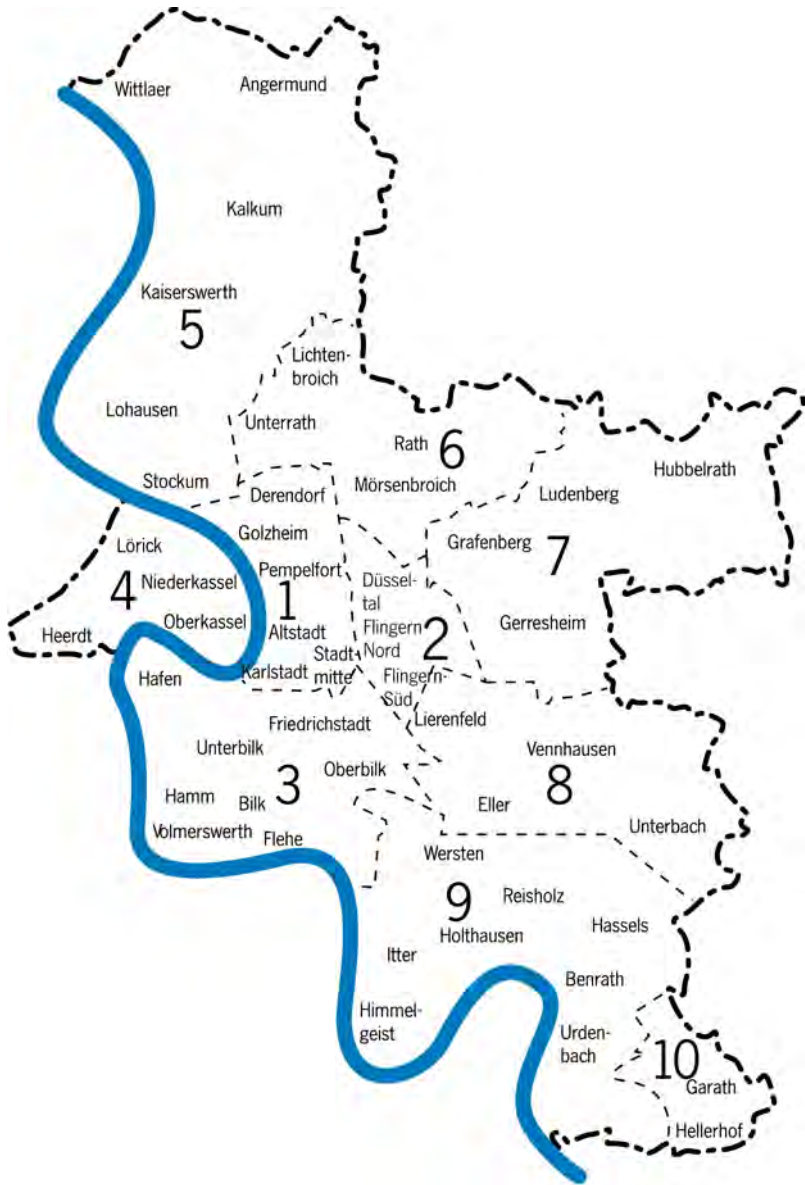 Wittlaer
Angermund
Kalkum
Kaiserswerth
5
Lichten-
broich
Lohausen
Unterrath
Rath
6
Hubbelrath
Stockum
Derendorf
Mörsenbroich
Ludenberg
Golzheim
Lörick
Grafenberg
7
Pempelfort
Niederkassel
4
Düssel-
tal
1
Oberkassel
Altstadt
Flingern
Nord
2
Gerresheim
Heerdt
Stadt
mitte
Karlstadt
Hafen
Flingern-
Süd
Lierenfeld
Friedrichstadt
Unterbilk
Vennhausen
Oberbilk
3
8
Hamm
Bilk
Eller
Volmerswerth
Flehe
Unterbach
Wersten
9
Reisholz
Hassels
Holthausen
Itter
Benrath
Himmel-
geist
Urden-
bach
10
Garath
Hellerhof